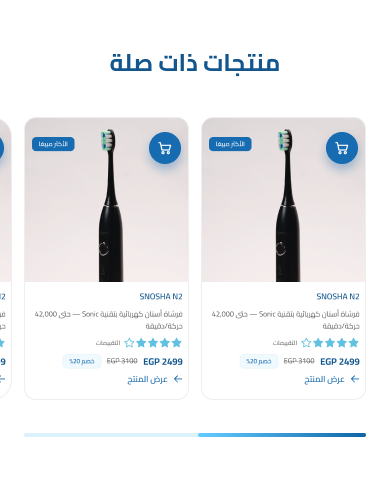 منتجات ذات صلة
الأكثر مبيعًا
SNOSHA N2
فرشاة أسنان كهربائية بتقنية Sonic — حتى 42,000
حركة/دقيقة
التقييمات
EGP 2499 EGP 3100 خصم 20%
عرض المنتج
الأكثر مبيعًا
SNOSHA N2
فرشاة أسنان كهربائية بتقنية Sonic — حتى 42,000
حركة/دقيقة
التقييمات
EGP 2499 EGP 3100 خصم 20%
عرض المنتج